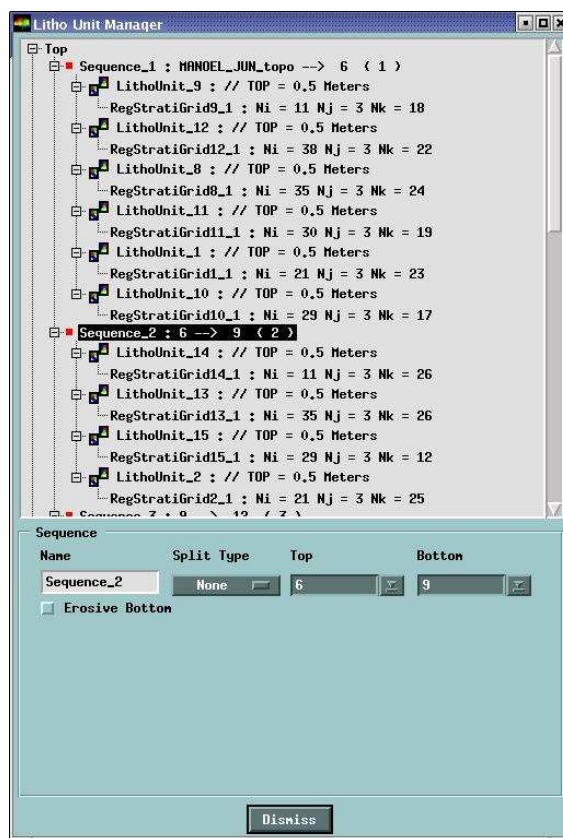 Litho Unit Manager
Top
Sequence_1 : MANOEL_JUN_topo --> 6 ( 1 )
LithoUnit_9 : // TOP = 0.5 Meters
RegStratiGrid9_1 : Ni = 11 Nj = 3 Nk = 18
LithoUnit_12 : // TOP = 0.5 Meters
RegStratiGrid12_1 : Ni = 38 Nj = 3 Nk = 22
LithoUnit_8 : // TOP = 0.5 Meters
RegStratiGrid8_1 : Ni = 35 Nj = 3 Nk = 24
LithoUnit_11 : // TOP = 0.5 Meters
RegStratiGrid11_1 : Ni = 30 Nj = 3 Nk = 19
LithoUnit_1 : // TOP = 0.5 Meters
RegStratiGrid1_1 : Ni = 21 Nj = 3 Nk = 23
LithoUnit_10 : // TOP = 0.5 Meters
RegStratiGrid10_1 : Ni = 29 Nj = 3 Nk = 17
Sequence_2 : 6 --> 9 ( 2 )
LithoUnit_14 : // TOP = 0.5 Meters
RegStratiGrid14_1 : Ni = 11 Nj = 3 Nk = 26
LithoUnit_13 : // TOP = 0.5 Meters
RegStratiGrid13_1 : Ni = 35 Nj = 3 Nk = 26
LithoUnit_15 : // TOP = 0.5 Meters
RegStratiGrid15_1 : Ni = 29 Nj = 3 Nk = 12
LithoUnit_2 : // TOP = 0.5 Meters
RegStratiGrid2_1 : Ni = 21 Nj = 3 Nk = 25
Sequence_3 : 9 --> 12 ( 3 )
Sequence
Name Split Type Top Bottom
Sequence_2 None 6 9
Erosive Bottom
Dismiss